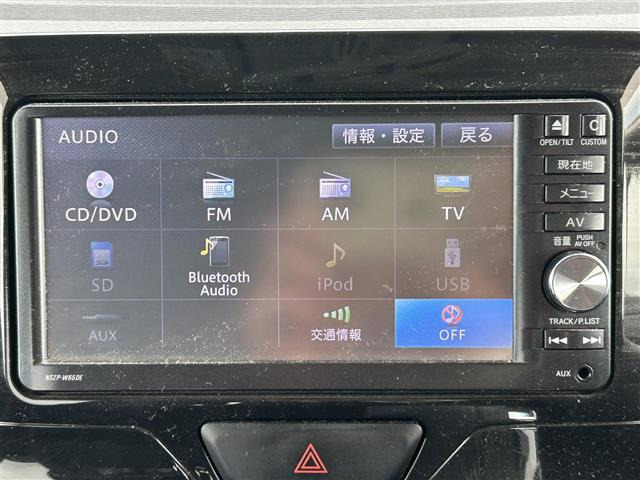 AUDIO 情報・設定 戻る
CD/DVD FM AM TV
SD Bluetooth Audio iPod USB
AUX 交通情報 OFF
NSZP-W65DE
OPEN/TILT CUSTOM
現在地
メニュー
AV
音量 PUSH AV OFF
TRACK/P.LIST
AUX